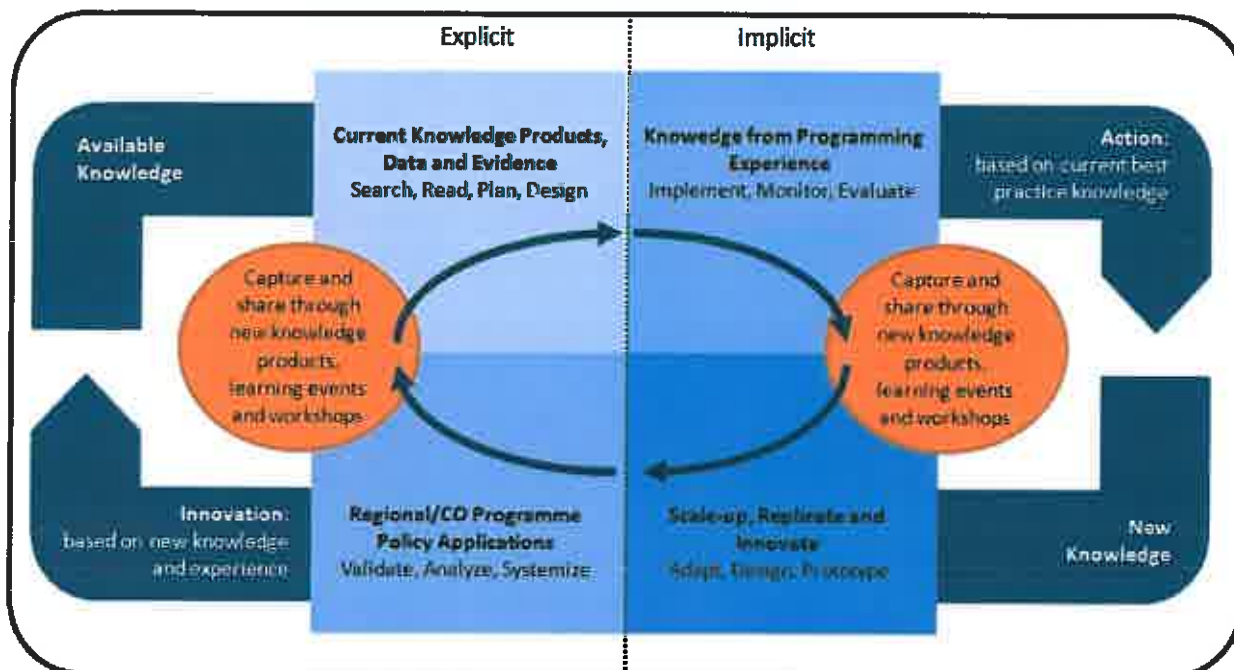 Explicit
Implicit
Available
Knowledge
Current Knowledge Products,
Data and Evidence
Search, Read, Plan, Design
Knowedge from Programming
Experience
Implement, Monitor, Evaluate
Action:
based on current best
practice knowledge
Capture and
share through
new knowledge
products,
learning events
and workshops
Capture and
share through
new knowledge
products,
learning events
and workshops
Innovation:
based on new knowledge
and experience
Regional/CO Programme
Policy Applications
Validate, Analyze, Systemize
Scale-up, Replicate and
Innovate
Adapt, Design, Prototype
New
Knowledge